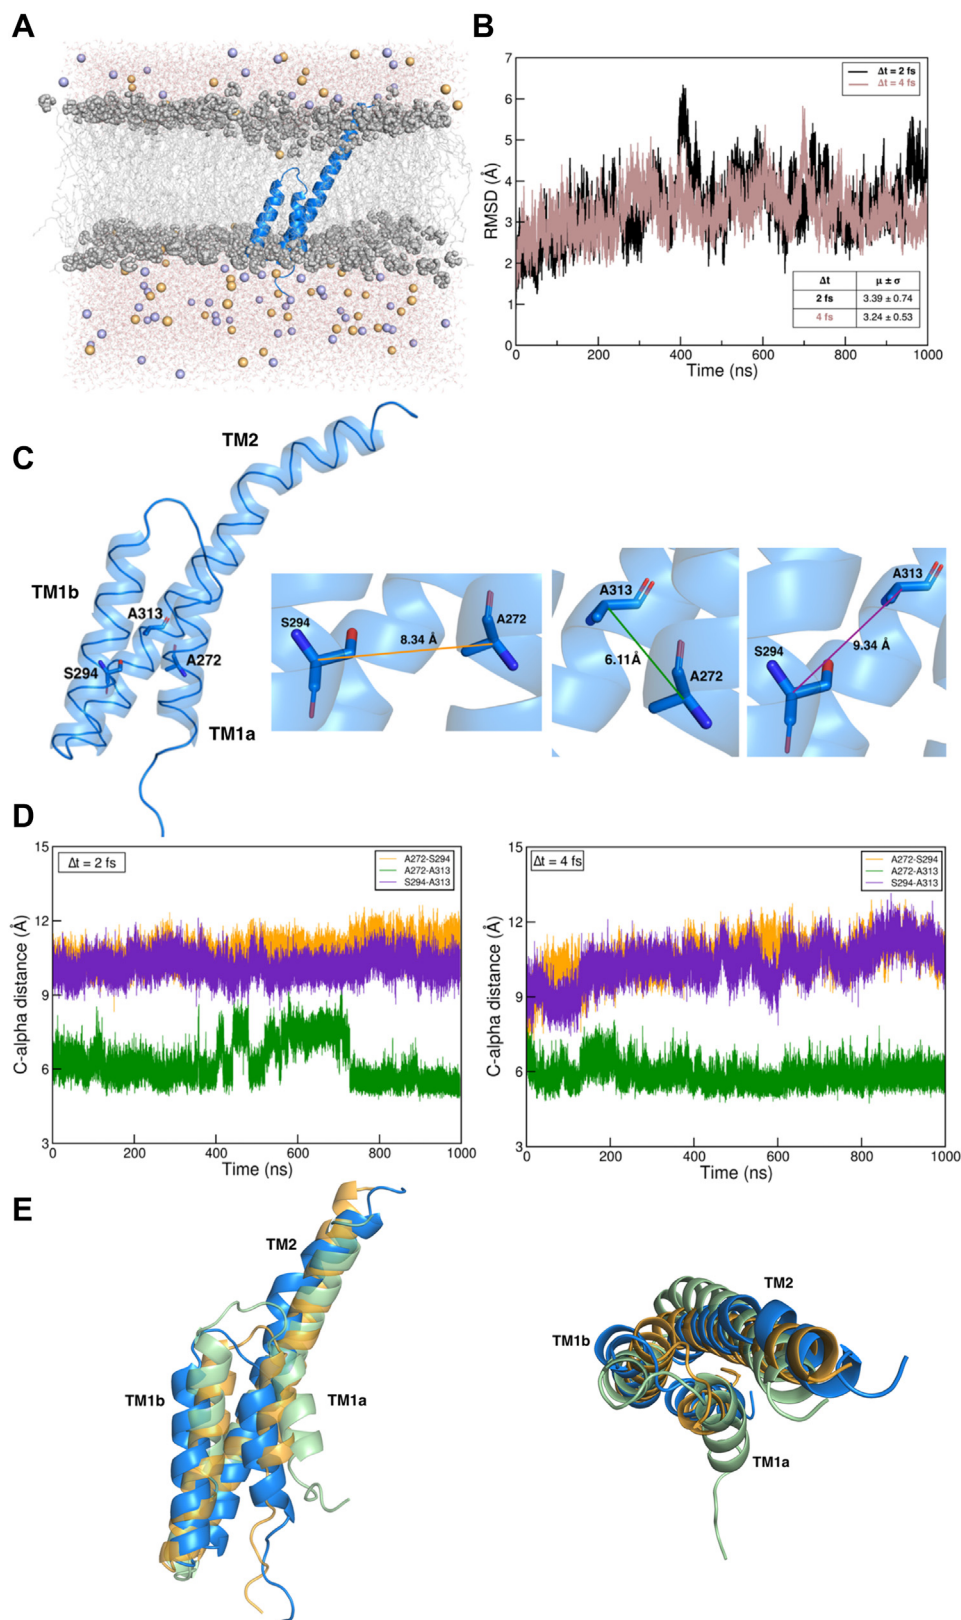 A
B
7
6
5
4
3
2
1
0
RMSD (Å)
Δt = 2 fs
Δt = 4 fs
Δt μ ± σ
2 fs 3.39 ± 0.74
4 fs 3.24 ± 0.53
0 200 400 600 800 1000
Time (ns)
C
TM2
TM1b
A313
S294
A272
TM1a
S294
A272
8.34 Å
A313
6.11Å
A272
A313
S294
9.34 Å
D
15
12
9
6
3
C-alpha distance (Å)
Δt = 2 fs
A272-S294
A272-A313
S294-A313
0 200 400 600 800 1000
Time (ns)
15
12
9
6
3
C-alpha distance (Å)
Δt = 4 fs
A272-S294
A272-A313
S294-A313
0 200 400 600 800 1000
Time (ns)
E
TM2
TM1b
TM1a
TM2
TM1b
TM1a